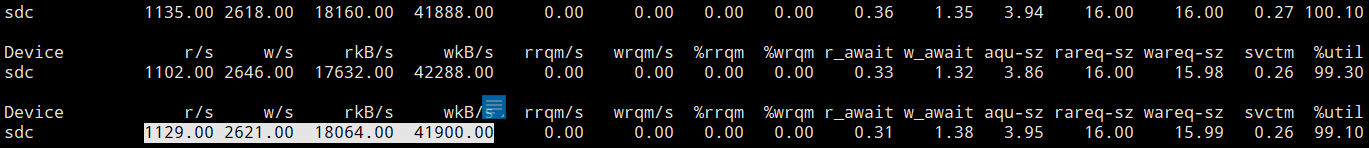 sdc 1135.00 2618.00 18160.00 41888.00 0.00 0.00 0.00 0.00 0.36 1.35 3.94 16.00 16.00 0.27 100.10
Device r/s w/s rkB/s wkB/s rrqm/s wrqm/s %rrqm %wrqm r_await w_await aqu-sz rareq-sz wareq-sz svctm %util
sdc 1102.00 2646.00 17632.00 42288.00 0.00 0.00 0.00 0.00 0.33 1.32 3.86 16.00 15.98 0.26 99.30
Device r/s w/s rkB/s wkB/s rrqm/s wrqm/s %rrqm %wrqm r_await w_await aqu-sz rareq-sz wareq-sz svctm %util
sdc 1129.00 2621.00 18064.00 41900.00 0.00 0.00 0.00 0.00 0.31 1.38 3.95 16.00 15.99 0.26 99.10